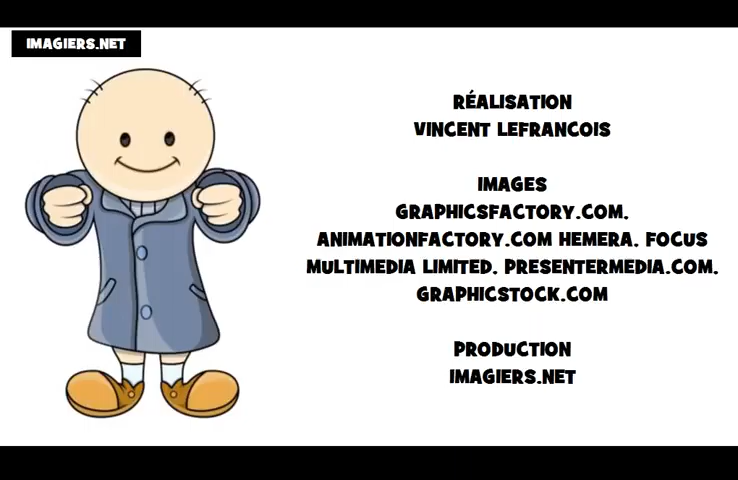 IMAGIERS.NET
RÉALISATION
VINCENT LEFRANCOIS
IMAGES
GRAPHICSFACTORY.COM,
ANIMATIONFACTORY.COM HEMERA, FOCUS
MULTIMEDIA LIMITED, PRESENTERMEDIA.COM,
GRAPHICSTOCK.COM
PRODUCTION
IMAGIERS.NET